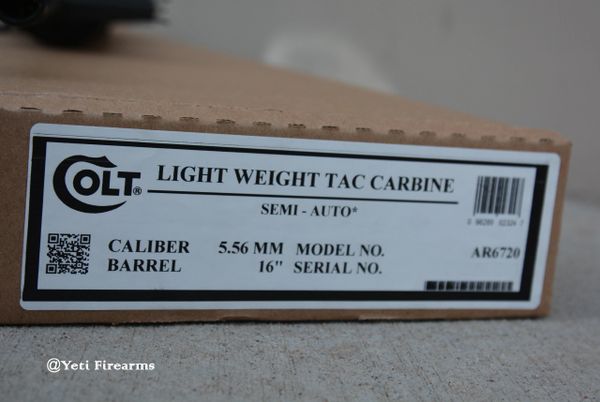 COLT®
LIGHT WEIGHT TAC CARBINE
SEMI - AUTO*
CALIBER 5.56 MM MODEL NO. AR6720
BARREL 16" SERIAL NO.
@Yeti Firearms